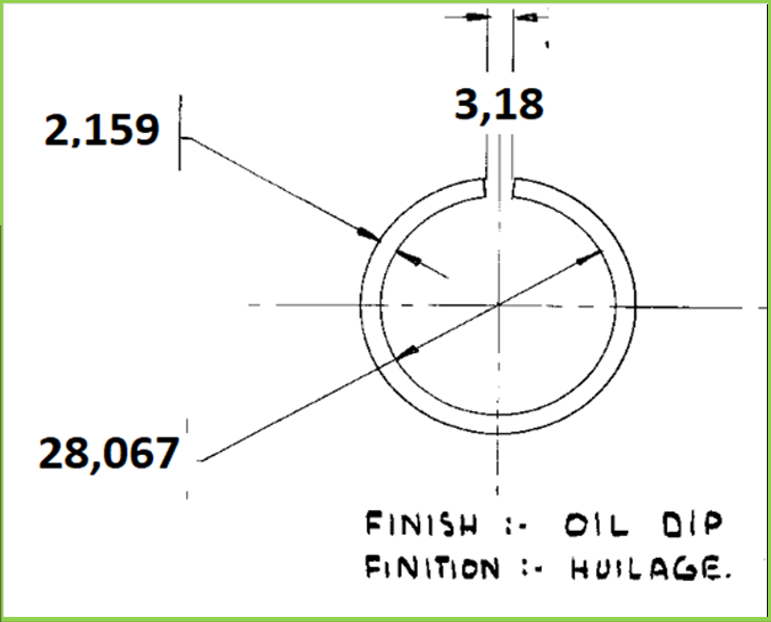 3,18
2,159
28,067
FINISH :- OIL DIP
FINITION :- HUILAGE.